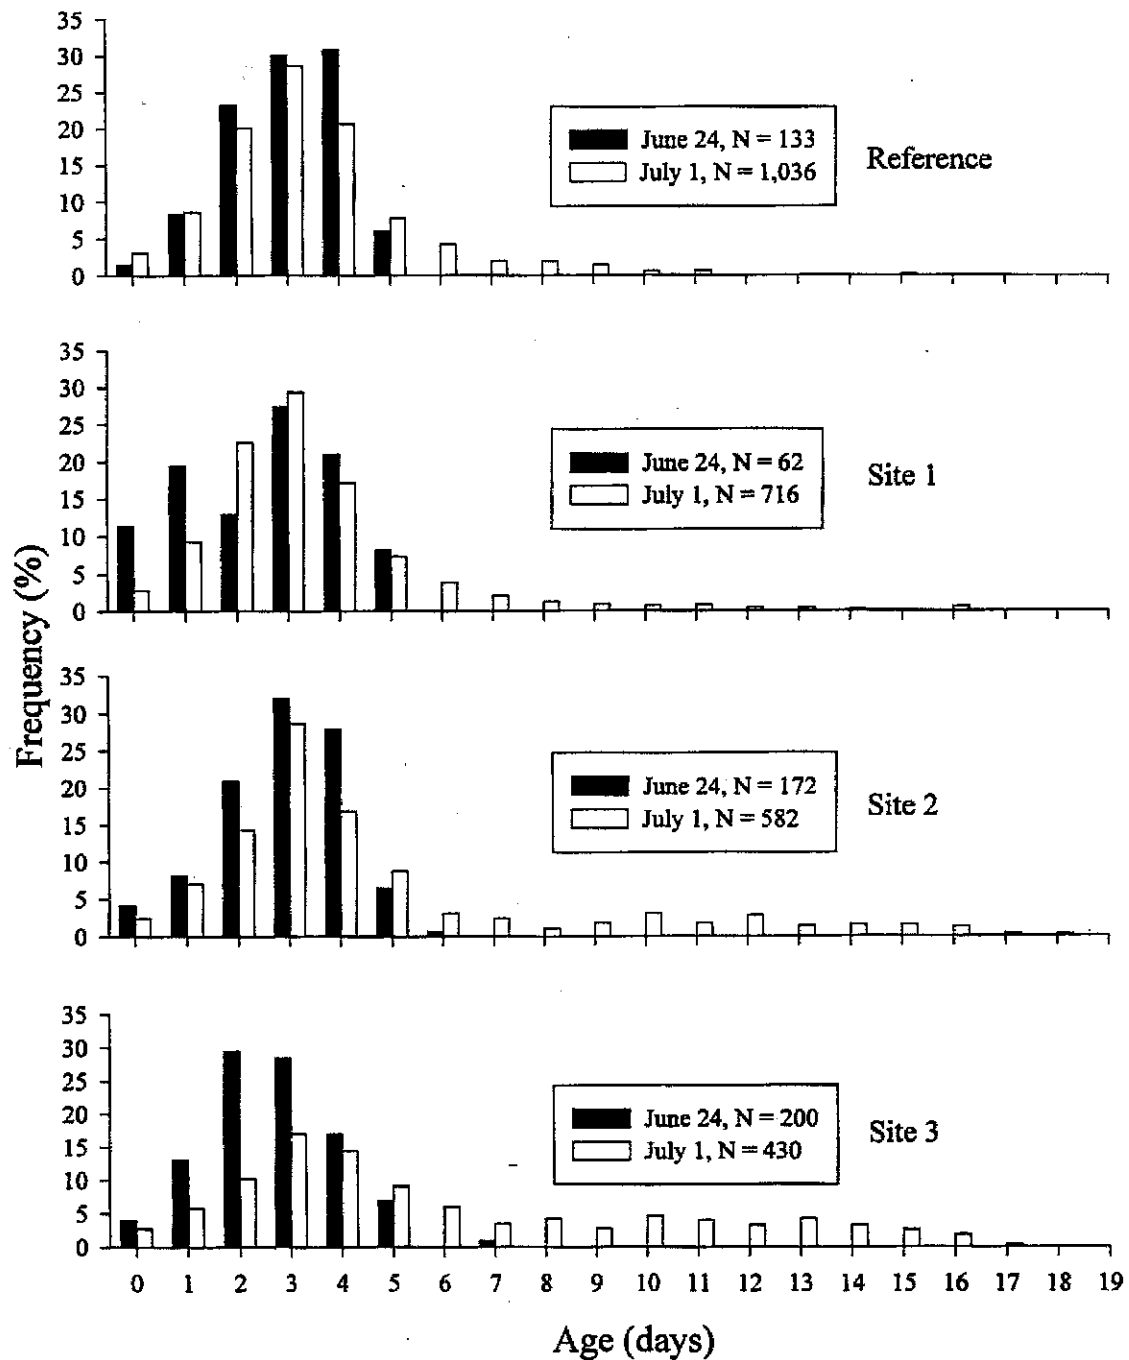 35
30
25
20
15
10
5
0
June 24, N = 133
July 1, N = 1,036
Reference
35
30
25
20
15
10
5
0
June 24, N = 62
July 1, N = 716
Site 1
35
30
25
20
15
10
5
0
June 24, N = 172
July 1, N = 582
Site 2
35
30
25
20
15
10
5
0
June 24, N = 200
July 1, N = 430
Site 3
Frequency (%)
0 1 2 3 4 5 6 7 8 9 10 11 12 13 14 15 16 17 18 19
Age (days)